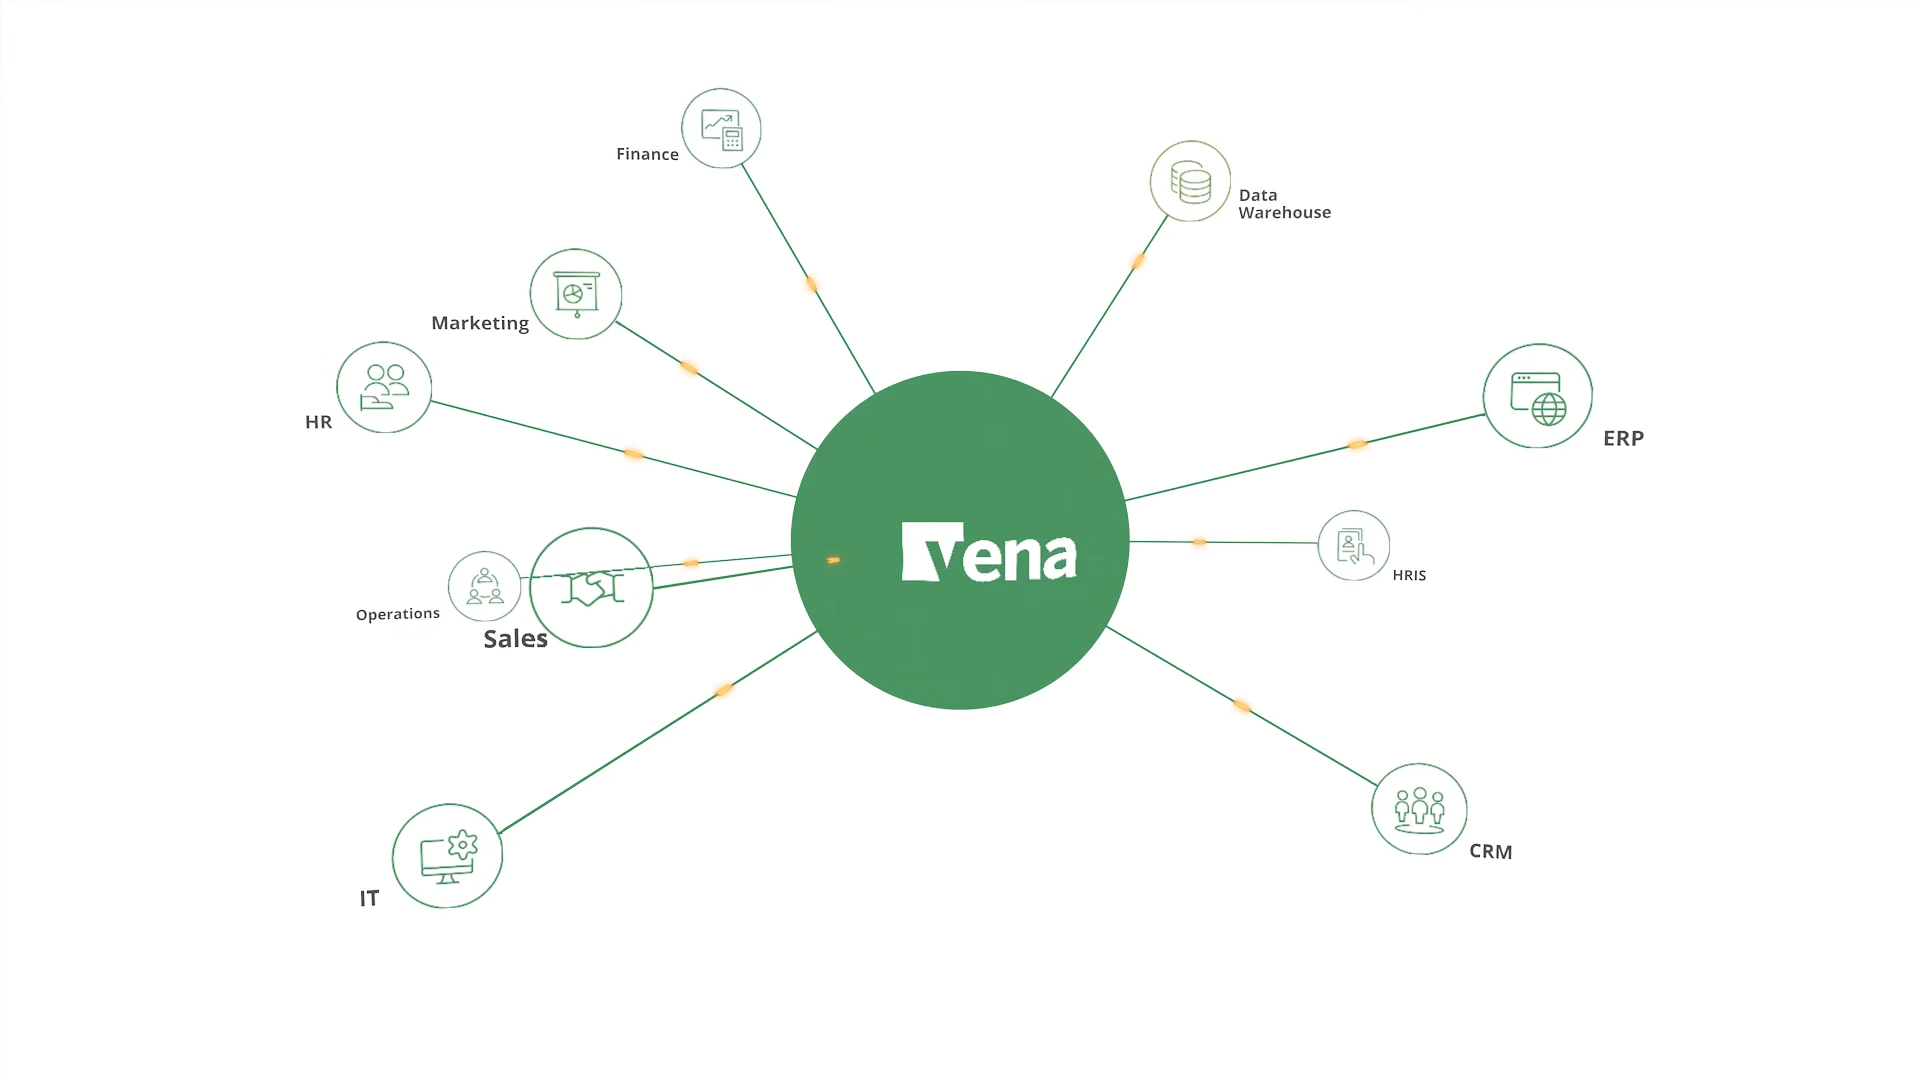 Finance
Data
Warehouse
Marketing
HR
ERP
vena
HRIS
Operations
Sales
CRM
IT